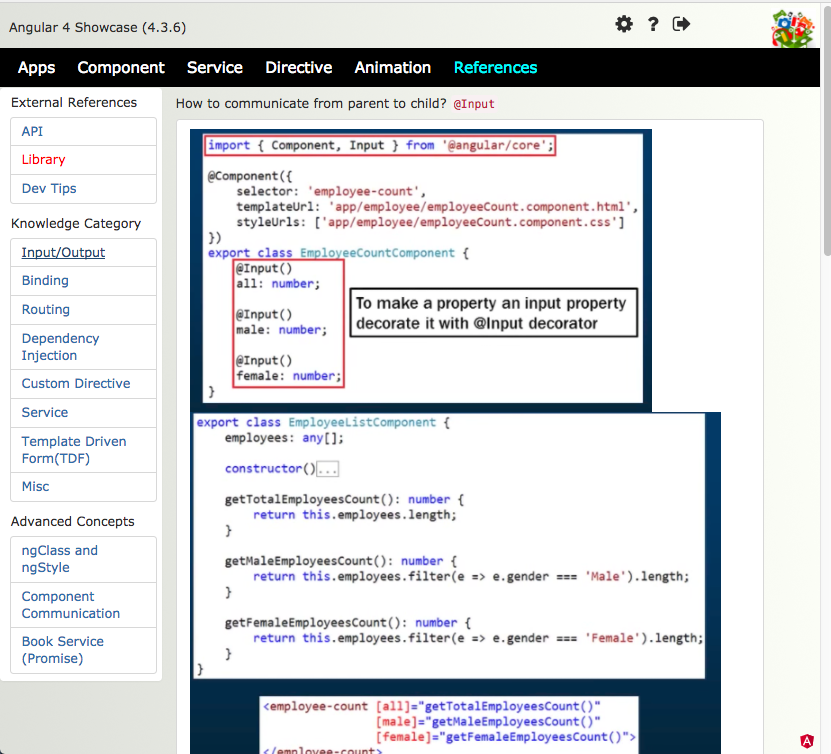 Angular 4 Showcase (4.3.6)
?
Apps Component Service Directive Animation References
External References
API
Library
Dev Tips
Knowledge Category
Input/Output
Binding
Routing
Dependency
Injection
Custom Directive
Service
Template Driven
Form(TDF)
Misc
Advanced Concepts
ngClass and
ngStyle
Component
Communication
Book Service
(Promise)
How to communicate from parent to child? @Input
import { Component, Input } from '@angular/core';
@Component({
selector: 'employee-count',
templateUrl: 'app/employee/employeeCount.component.html',
styleUrls: ['app/employee/employeeCount.component.css']
})
export class EmployeeCountComponent {
@Input()
all: number;
@Input()
male: number;
@Input()
female: number;
}
To make a property an input property
decorate it with @Input decorator
export class EmployeeListComponent {
employees: any[];
constructor()...
getTotalEmployeesCount(): number {
return this.employees.length;
}
getMaleEmployeesCount(): number {
return this.employees.filter(e => e.gender === 'Male').length;
}
getFemaleEmployeesCount(): number {
return this.employees.filter(e => e.gender === 'Female').length;
}
}
<employee-count [all]="getTotalEmployeesCount()"
[male]="getMaleEmployeesCount()"
[female]="getFemaleEmployeesCount()">
</employee-count>
A